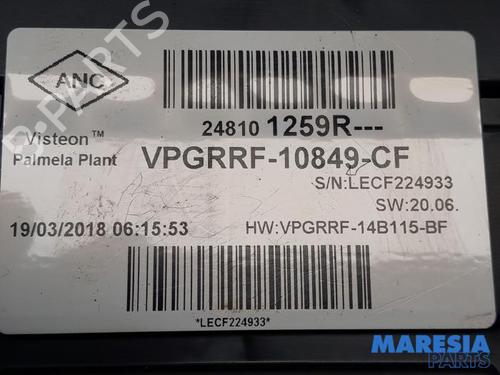 ANC
24810 1259R---
Visteon™
Palmela Plant
VPGRRF-10849-CF
S/N:LECF224933
SW:20.06.
19/03/2018 06:15:53
HW:VPGRRF-14B115-BF
*LECF224933*
B-PARTS
MARESIA
PARTS